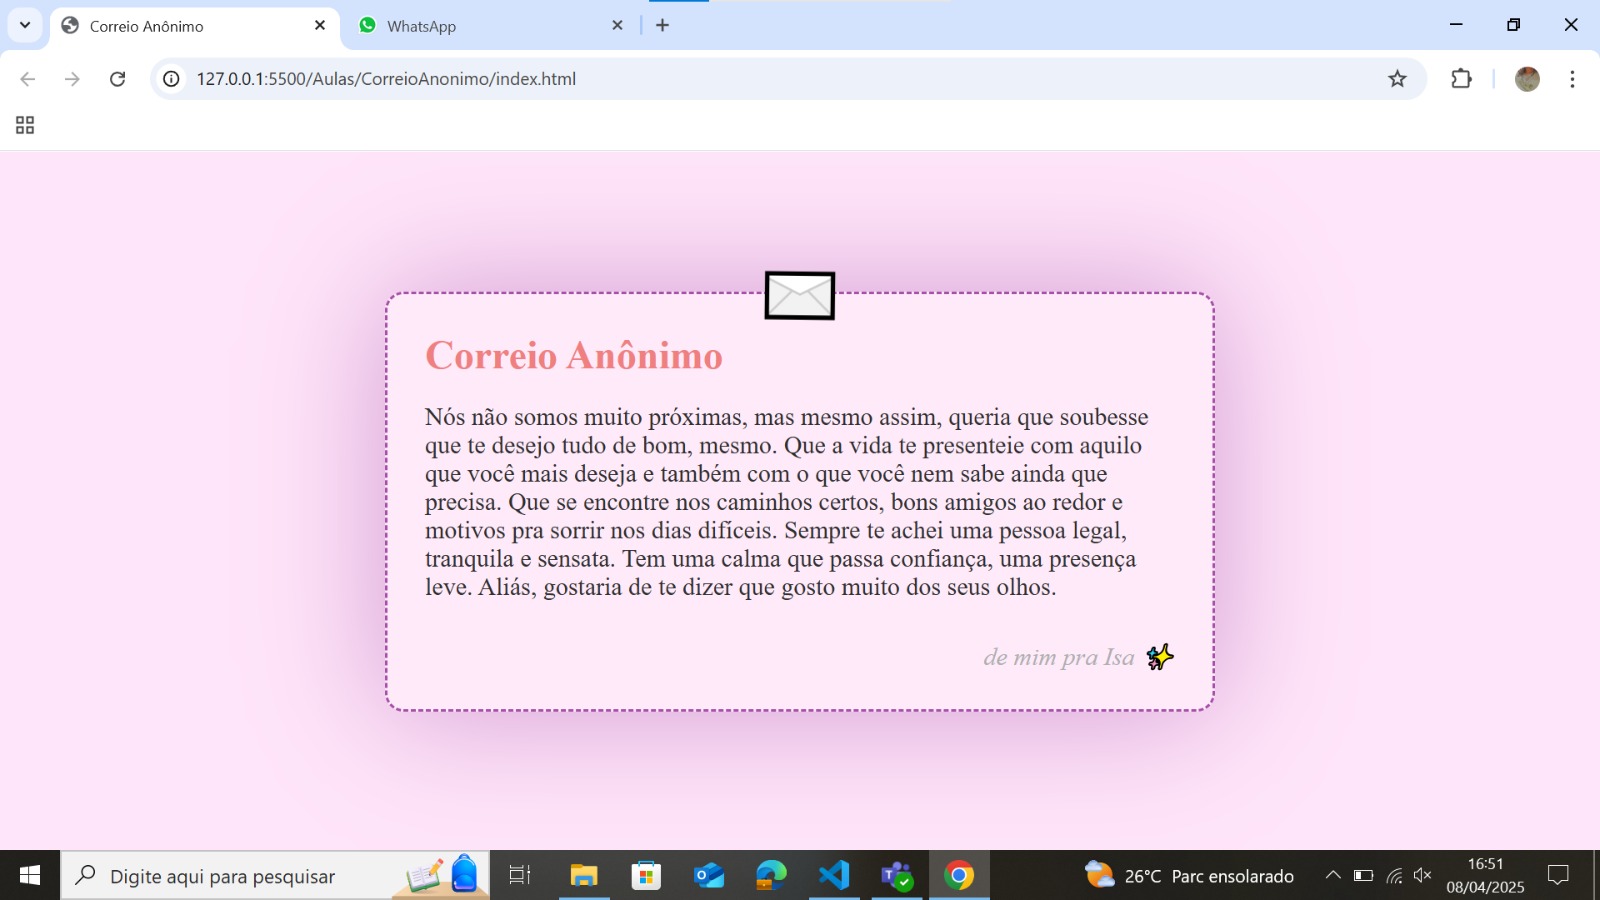 Correio Anônimo
WhatsApp
127.0.0.1:5500/Aulas/CorreioAnonimo/index.html
Correio Anônimo
Nós não somos muito próximas, mas mesmo assim, queria que soubesse
que te desejo tudo de bom, mesmo. Que a vida te presenteie com aquilo
que você mais deseja e também com o que você nem sabe ainda que
precisa. Que se encontre nos caminhos certos, bons amigos ao redor e
motivos pra sorrir nos dias difíceis. Sempre te achei uma pessoa legal,
tranquila e sensata. Tem uma calma que passa confiança, uma presença
leve. Aliás, gostaria de te dizer que gosto muito dos seus olhos.
de mim pra Isa ✨
Digite aqui para pesquisar
26°C Parc ensolarado
16:51
08/04/2025